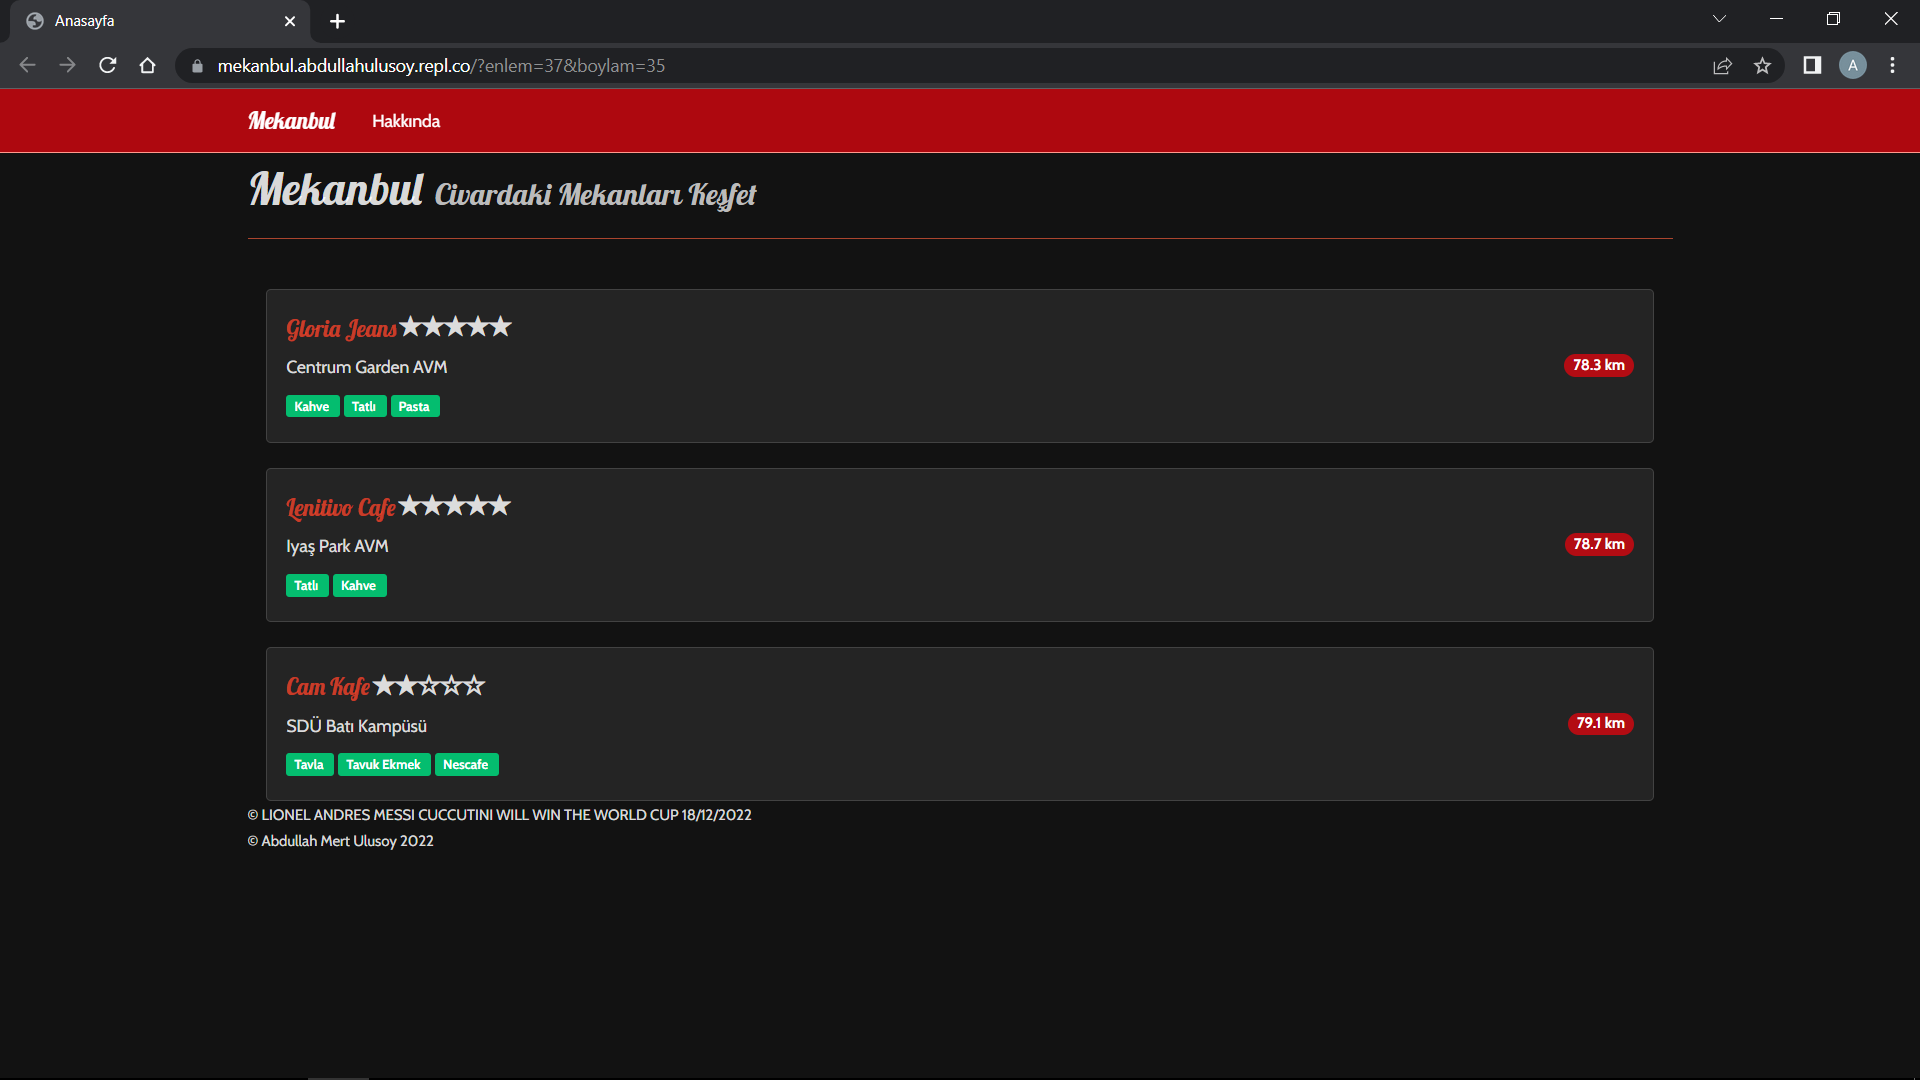 Anasayfa
mekanbul.abdullahulusoy.repl.co/?enlem=37&boylam=35
A
Mekanbul Hakkında
Mekanbul Civardaki Mekanları Keşfet
Gloria Jeans ★★★★★
Centrum Garden AVM
78.3 km
Kahve Tatlı Pasta
Lenitivo Cafe ★★★★★
Iyaş Park AVM
78.7 km
Tatlı Kahve
Cam Kafe ★★☆☆☆
SDÜ Batı Kampüsü
79.1 km
Tavla Tavuk Ekmek Nescafe
© LIONEL ANDRES MESSI CUCCUTINI WILL WIN THE WORLD CUP 18/12/2022
© Abdullah Mert Ulusoy 2022